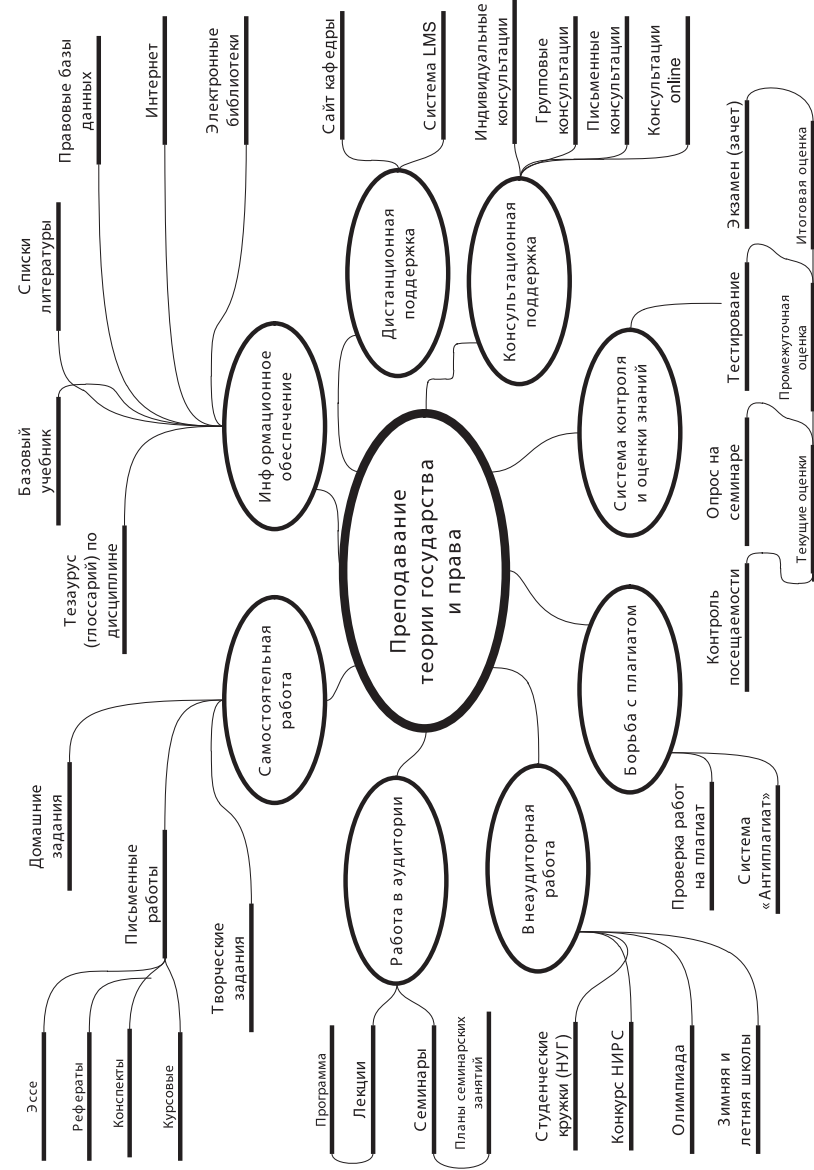 Преподавание
теории государства
и права
Информационное
обеспечение
Тезаурус
(глоссарий) по
дисциплине
Базовый
учебник
Списки
литературы
Правовые базы
данных
Интернет
Электронные
библиотеки
Дистанционная
поддержка
Сайт кафедры
Система LMS
Консультационная
поддержка
Индивидуальные
консультации
Групповые
консультации
Письменные
консультации
Консультации
online
Система контроля
и оценки знаний
Экзамен (зачет)
Итоговая оценка
Тестирование
Промежуточная
оценка
Опрос на
семинаре
Текущие оценки
Контроль
посещаемости
Борьба с плагиатом
Проверка работ
на плагиат
Система
«Антиплагиат»
Внеаудиторная
работа
Студенческие
кружки (НУГ)
Конкурс НИРС
Олимпиада
Зимняя и
летняя школы
Работа в аудитории
Программа
Лекции
Семинары
Планы семинарских
занятий
Самостоятельная
работа
Домашние
задания
Письменные
работы
Творческие
задания
Эссе
Рефераты
Конспекты
Курсовые